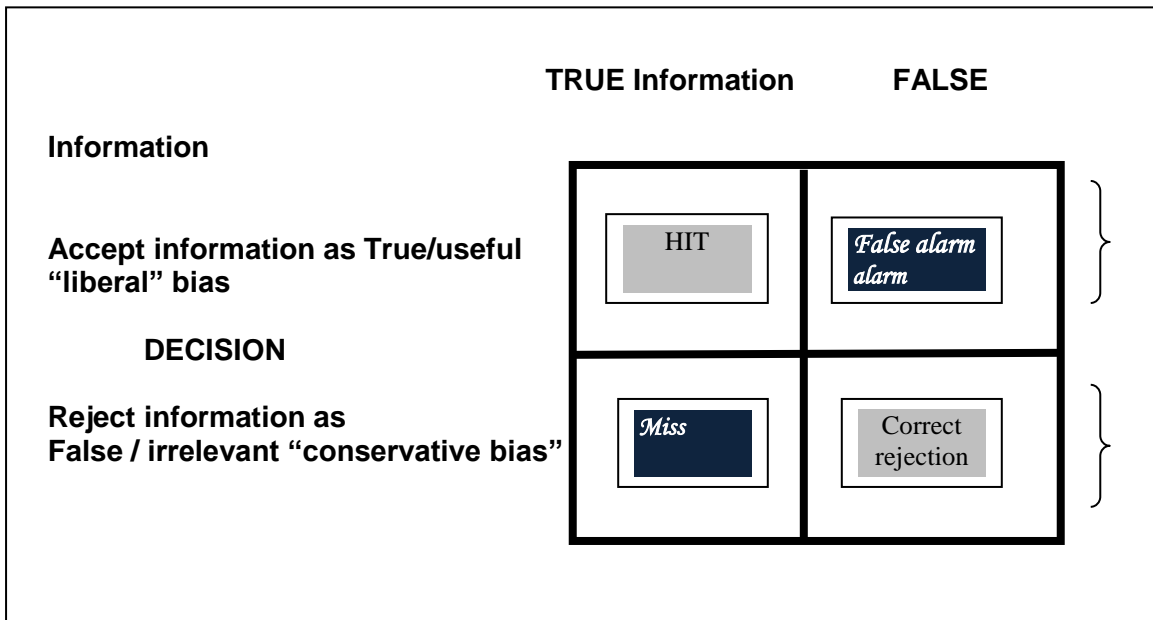 TRUE Information FALSE
Information
Accept information as True/useful
“liberal” bias
HIT
False alarm
alarm
DECISION
Reject information as
False / irrelevant “conservative bias”
Miss
Correct
rejection